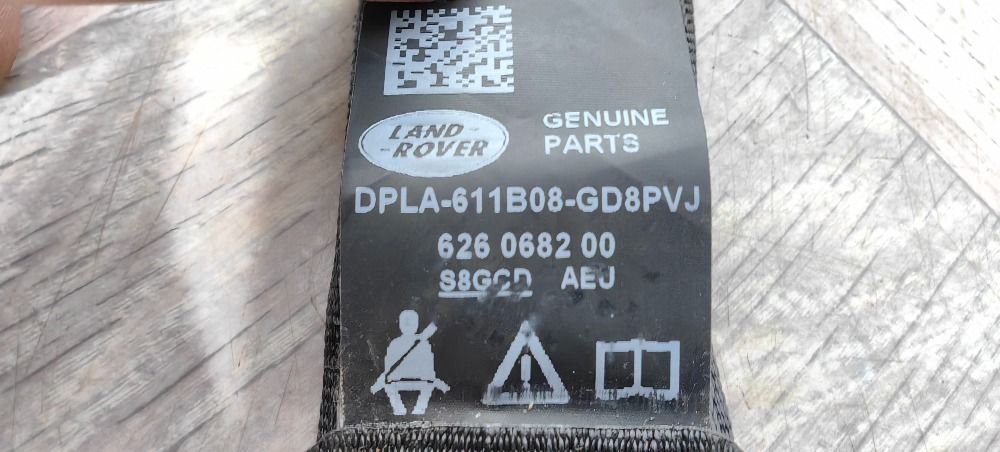 LAND-
-ROVER
GENUINE
PARTS
DPLA-611B08-GD8PVJ
626 0682 00
S8GCD AEJ